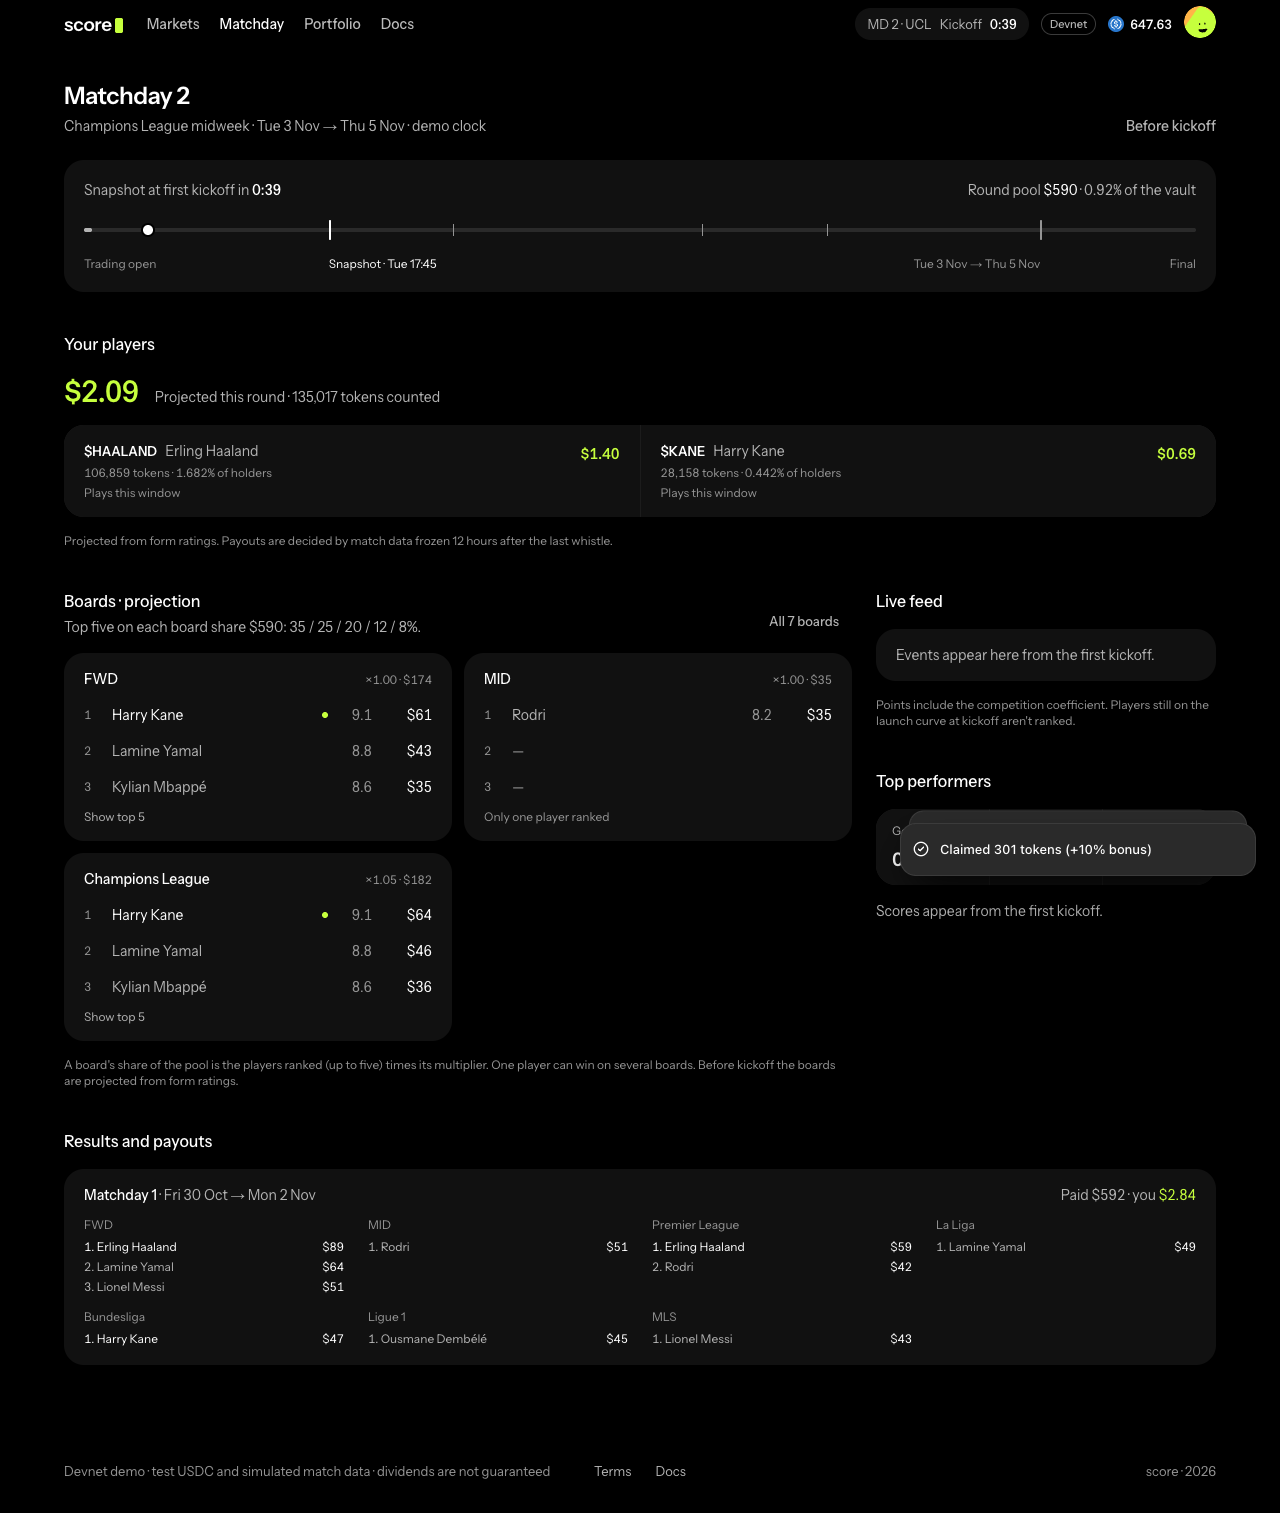 score
Markets
Matchday
Portfolio
Docs
MD 2 · UCL Kickoff 0:39
Devnet
647.63
Matchday 2
Champions League midweek · Tue 3 Nov → Thu 5 Nov · demo clock
Before kickoff
Snapshot at first kickoff in 0:39
Round pool $590 · 0.92% of the vault
Trading open
Snapshot · Tue 17:45
Tue 3 Nov → Thu 5 Nov
Final
Your players
$2.09 Projected this round · 135,017 tokens counted
$HAALAND Erling Haaland
$1.40
106,859 tokens · 1.682% of holders
Plays this window
$KANE Harry Kane
$0.69
28,158 tokens · 0.442% of holders
Plays this window
Projected from form ratings. Payouts are decided by match data frozen 12 hours after the last whistle.
Boards · projection
Top five on each board share $590: 35 / 25 / 20 / 12 / 8%.
All 7 boards
FWD ×1.00 · $174
1 Harry Kane 9.1 $61
2 Lamine Yamal 8.8 $43
3 Kylian Mbappé 8.6 $35
Show top 5
MID ×1.00 · $35
1 Rodri 8.2 $35
2 —
3 —
Only one player ranked
Champions League ×1.05 · $182
1 Harry Kane 9.1 $64
2 Lamine Yamal 8.8 $46
3 Kylian Mbappé 8.6 $36
Show top 5
A board's share of the pool is the players ranked (up to five) times its multiplier. One player can win on several boards. Before kickoff the boards
are projected from form ratings.
Live feed
Events appear here from the first kickoff.
Points include the competition coefficient. Players still on the
launch curve at kickoff aren't ranked.
Top performers
Claimed 301 tokens (+10% bonus)
Scores appear from the first kickoff.
Results and payouts
Matchday 1 · Fri 30 Oct → Mon 2 Nov
Paid $592 · you $2.84
FWD
1. Erling Haaland $89
2. Lamine Yamal $64
3. Lionel Messi $51
MID
1. Rodri $51
Premier League
1. Erling Haaland $59
2. Rodri $42
La Liga
1. Lamine Yamal $49
Bundesliga
1. Harry Kane $47
Ligue 1
1. Ousmane Dembélé $45
MLS
1. Lionel Messi $43
Devnet demo · test USDC and simulated match data · dividends are not guaranteed
Terms
Docs
score · 2026